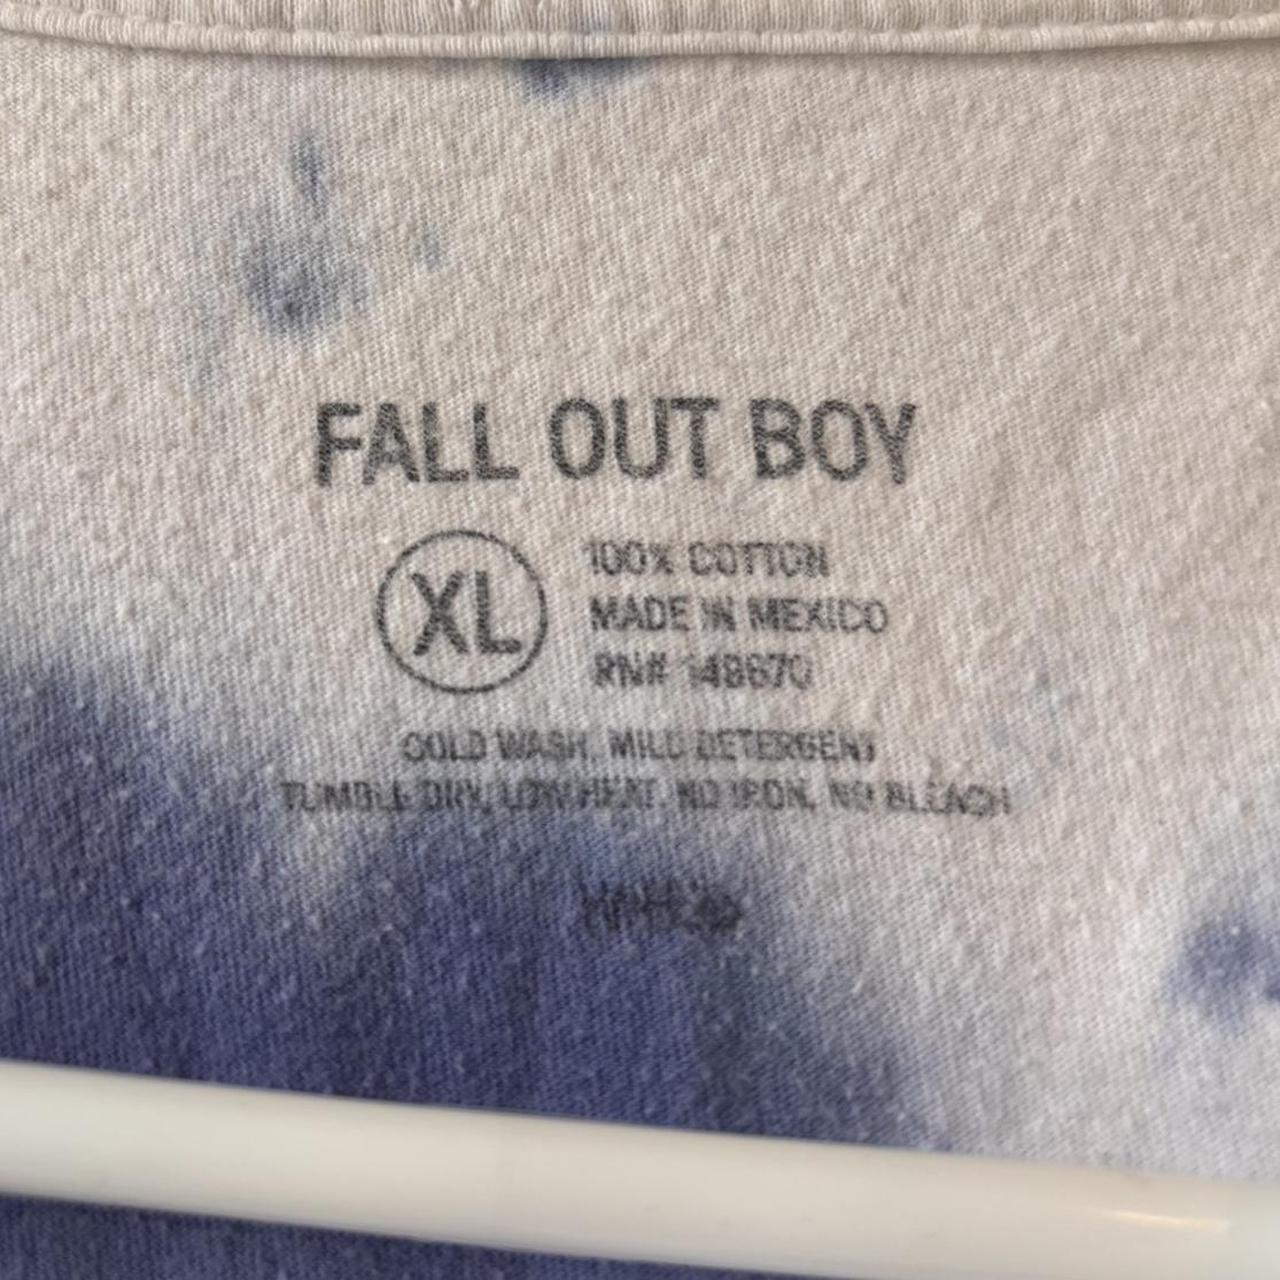 FALL OUT BOY
XL
100% COTTON
MADE IN MEXICO
RN# 148670
COLD WASH, MILD DETERGENT
TUMBLE DRY, LOW HEAT, NO IRON, NO BLEACH